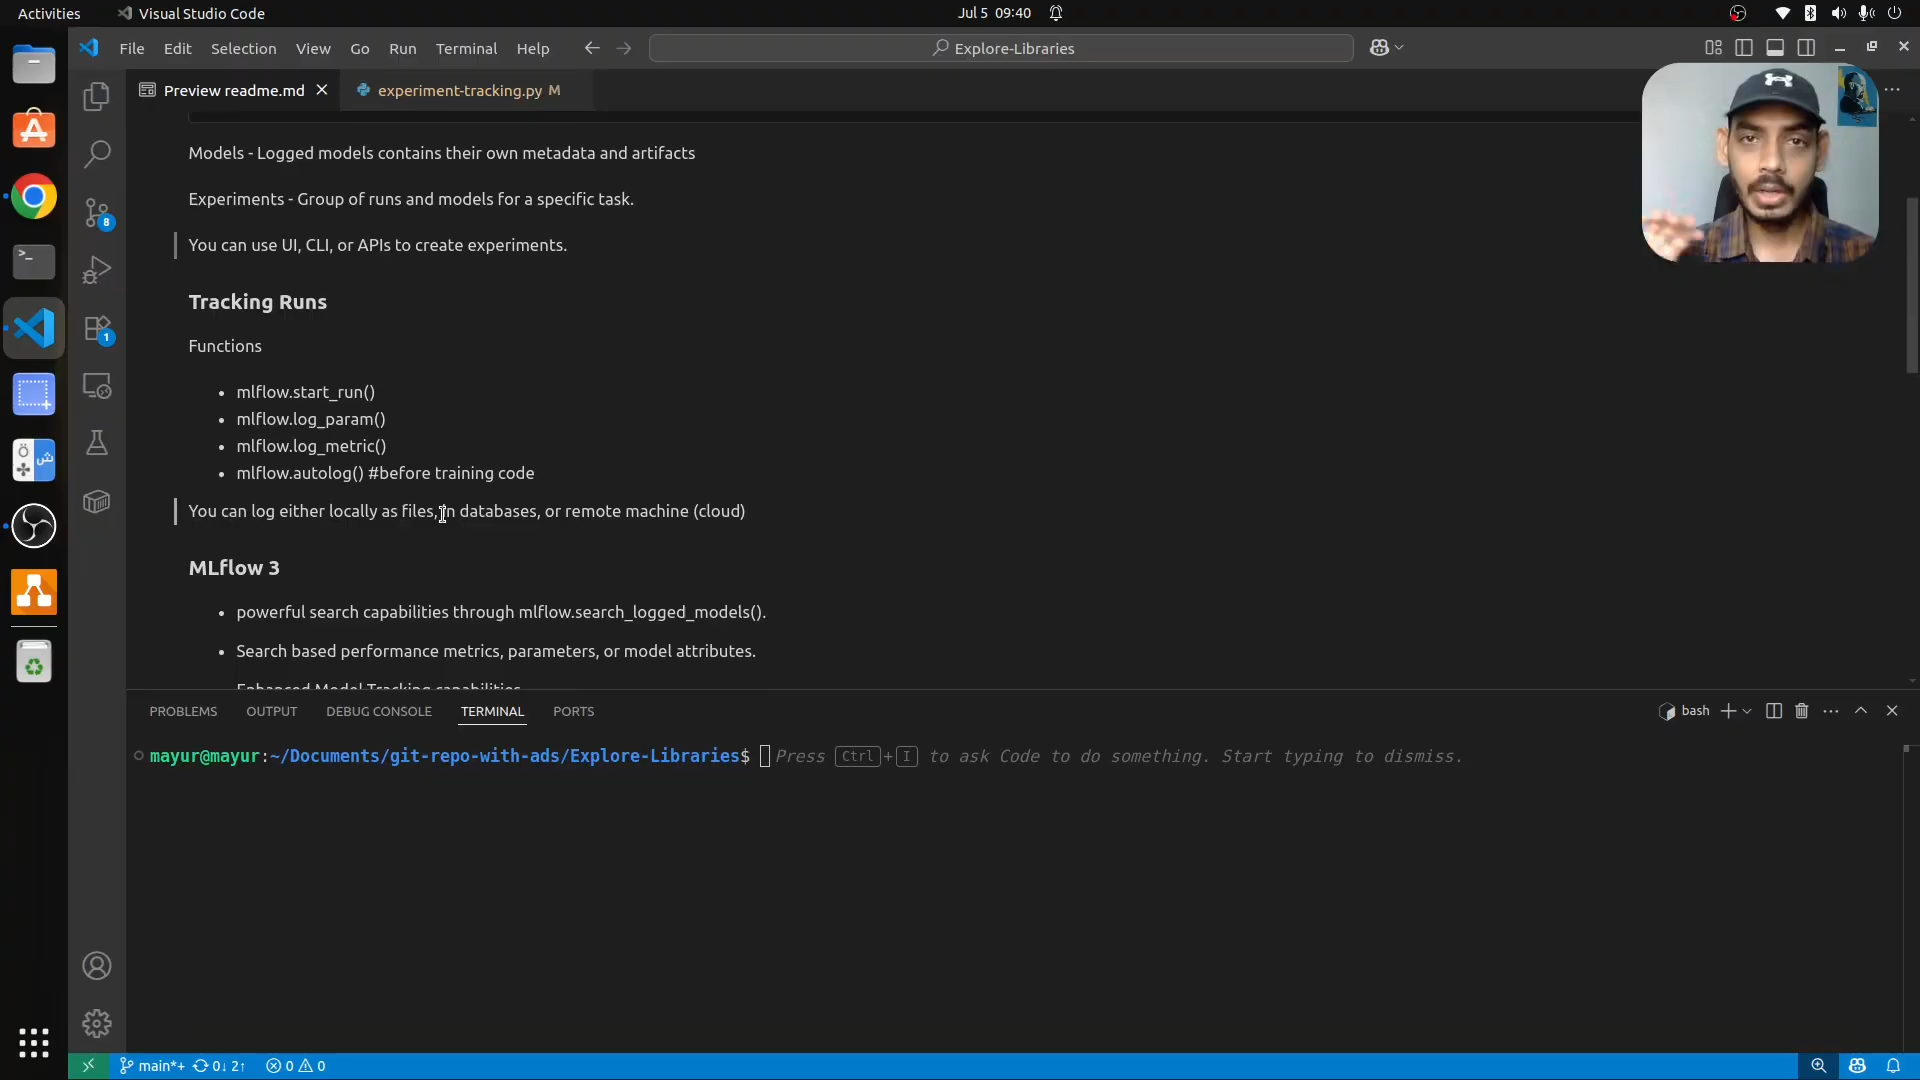 Activities Visual Studio Code Jul 5 09:40
File Edit Selection View Go Run Terminal Help Explore-Libraries
Preview readme.md experiment-tracking.py M
Models - Logged models contains their own metadata and artifacts
Experiments - Group of runs and models for a specific task.
You can use UI, CLI, or APIs to create experiments.
Tracking Runs
Functions
mlflow.start_run()
mlflow.log_param()
mlflow.log_metric()
mlflow.autolog() #before training code
You can log either locally as files, in databases, or remote machine (cloud)
MLflow 3
powerful search capabilities through mlflow.search_logged_models().
Search based performance metrics, parameters, or model attributes.
Enhanced Model Tracking capabilities
8
1
PROBLEMS OUTPUT DEBUG CONSOLE TERMINAL PORTS bash
mayur@mayur:~/Documents/git-repo-with-ads/Explore-Libraries$ Press Ctrl+I to ask Code to do something. Start typing to dismiss.
main*+ 0↓ 2↑ 0 0